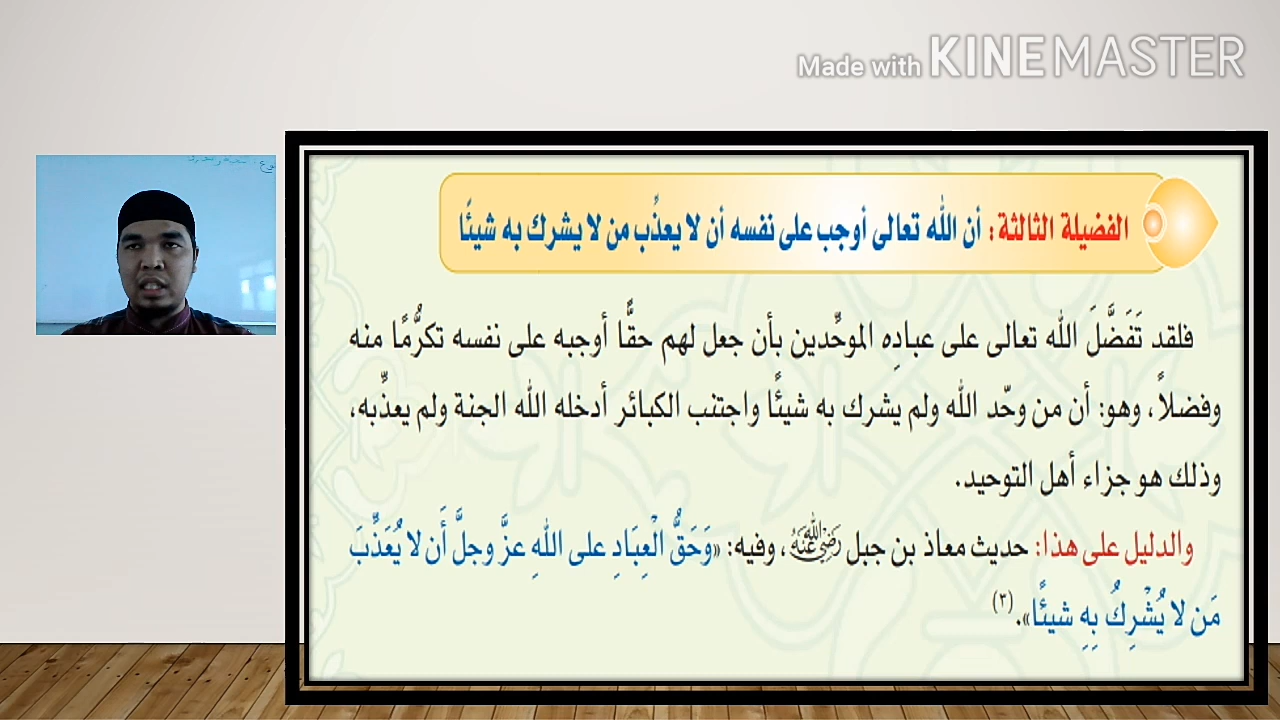 Made with KINEMASTER
الفضيلة الثالثة: أن الله تعالى أوجب على نفسه أن لا يعذِّب من لا يشرك به شيئًا
فلقد تَفَضَّلَ الله تعالى على عبادِه الموحِّدين بأن جعل لهم حقًّا أوجبه على نفسه تكرُّمًا منه
وفضلاً، وهو: أن من وحّد الله ولم يشرك به شيئًا واجتنب الكبائر أدخله الله الجنة ولم يعذِّبه،
وذلك هو جزاء أهل التوحيد.
والدليل على هذا: حديث معاذ بن جبل رَضِيَ اللهُ عَنْهُ، وفيه: «وَحَقُّ الْعِبَادِ على اللهِ عزَّ وجلَّ أَن لا يُعَذِّبَ
مَن لا يُشْرِكُ بِهِ شيئًا».(٣)